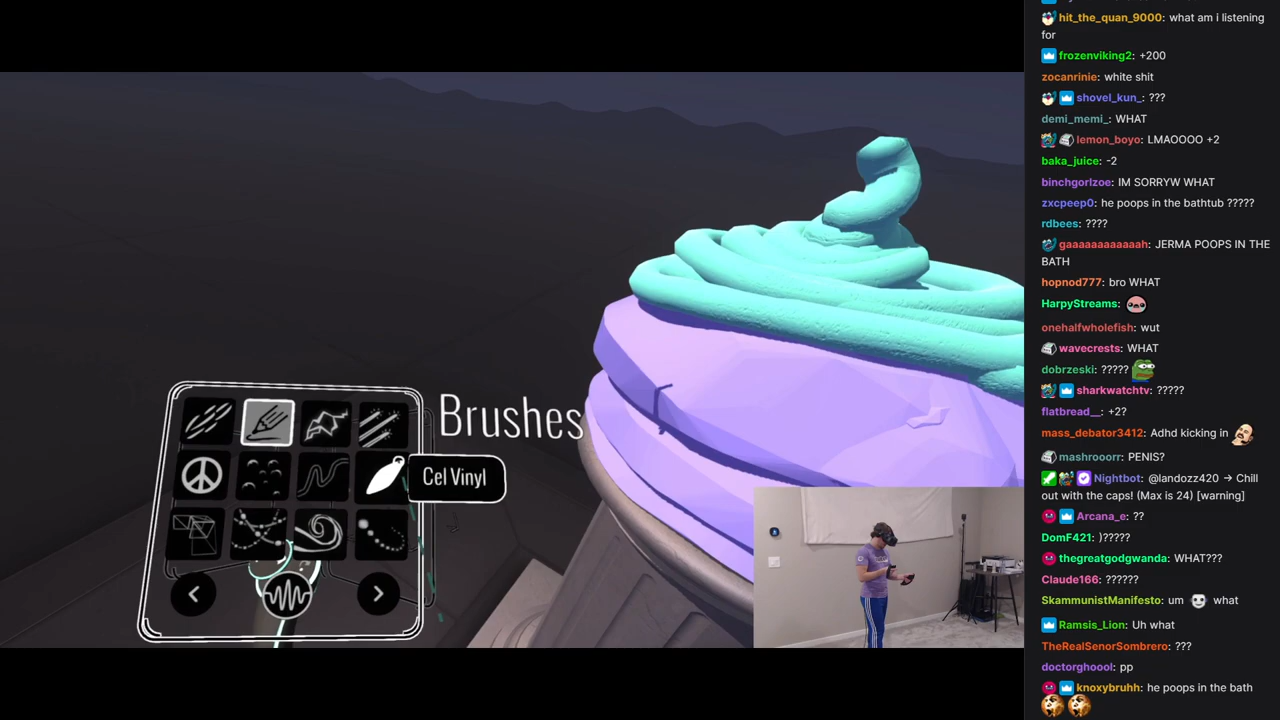 Brushes
Cel Vinyl
hit_the_quan_9000: what am i listening
for
frozenviking2: +200
zocanrinie: white shit
shovel_kun_: ???
demi_memi_: WHAT
lemon_boyo: LMAOOOO +2
baka_juice: -2
binchgorlzoe: IM SORRYW WHAT
zxcpeep0: he poops in the bathtub ?????
rdbees: ????
gaaaaaaaaaaah: JERMA POOPS IN THE
BATH
hopnod777: bro WHAT
HarpyStreams:
onehalfwholefish: wut
wavecrests: WHAT
dobrzeski: ?????
sharkwatchtv: ?????
flatbread__: +2?
mass_debator3412: Adhd kicking in
mashrooorr: PENIS?
Nightbot: @landozz420 -> Chill
out with the caps! (Max is 24) [warning]
Arcana_e: ??
DomF421: )?????
thegreatgodwanda: WHAT???
Claude166: ??????
SkammunistManifesto: um what
Ramsis_Lion: Uh what
TheRealSenorSombrero: ???
doctorghoool: pp
knoxybruhh: he poops in the bath